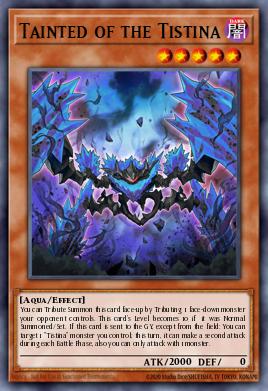 TAINTED OF THE TISTINA
DARK
闇
[AQUA/EFFECT]
You can Tribute Summon this card face-up by Tributing 1 face-down monster
your opponent controls. This card's Level becomes 10 if it was Normal
Summoned/Set. If this card is sent to the GY, except from the field: You can
target 1 "Tistina" monster you control; this turn, it can make a second attack
during each Battle Phase, also you can only attack with 1 monster.
ATK/2000 DEF/ 0
©2020 Studio Dice/SHUEISHA, TV TOKYO, KONAMI